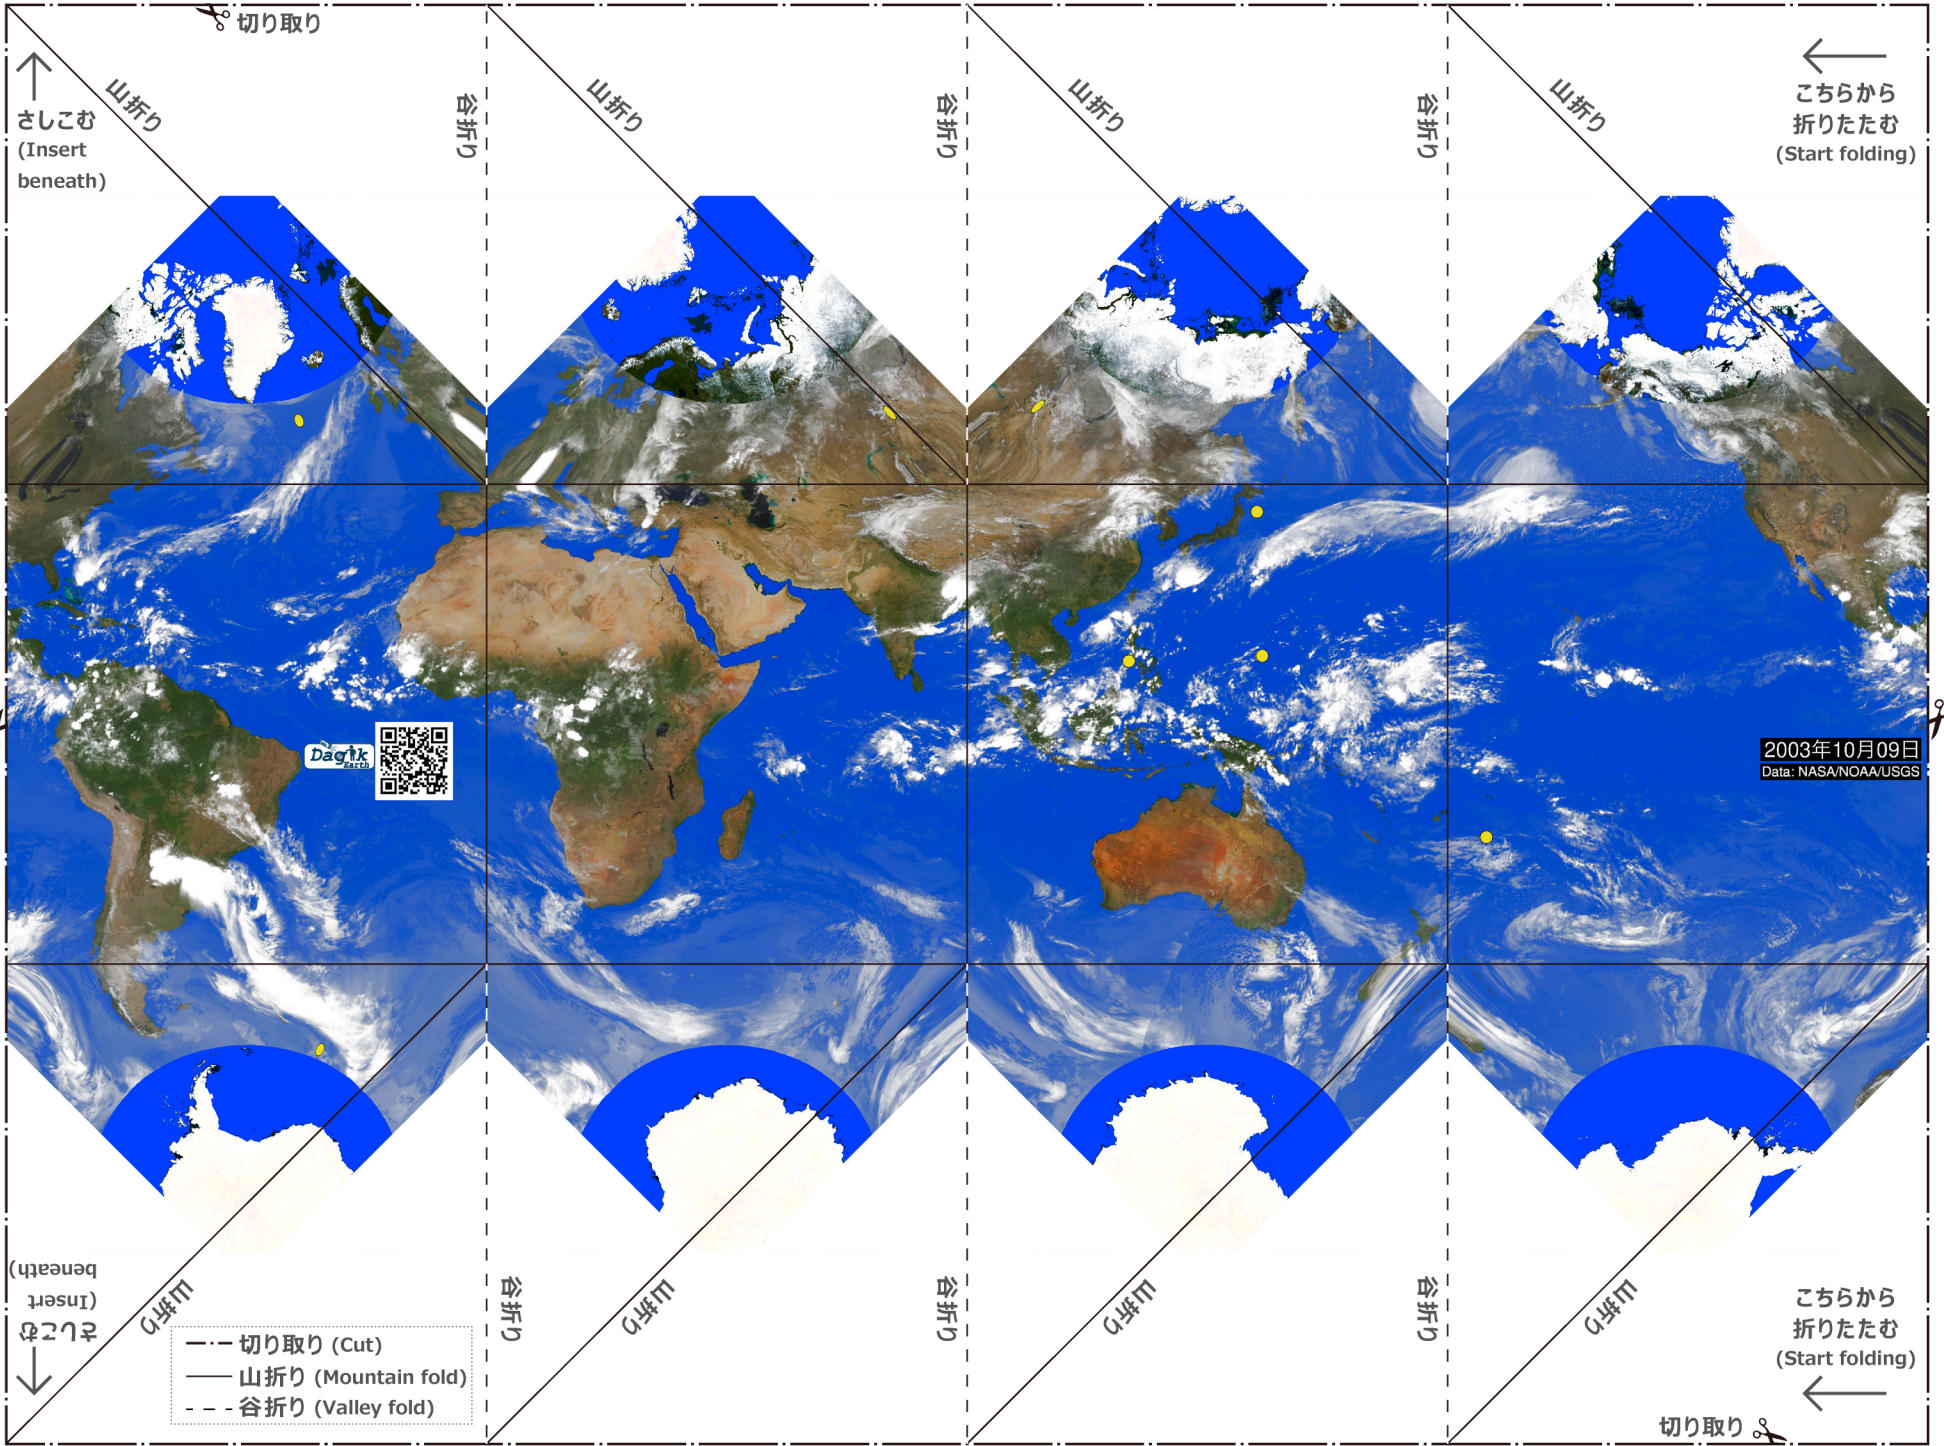 切り取り
さしこむ
(Insert
beneath)
山折り
谷折り
山折り
谷折り
山折り
谷折り
山折り
こちらから
折りたたむ
(Start folding)
Dagik
Earth
2003年10月09日
Data: NASA/NOAA/USGS
さしこむ
(Insert
beneath)
山折り
谷折り
山折り
谷折り
山折り
谷折り
山折り
こちらから
折りたたむ
(Start folding)
切り取り (Cut)
山折り (Mountain fold)
谷折り (Valley fold)
切り取り